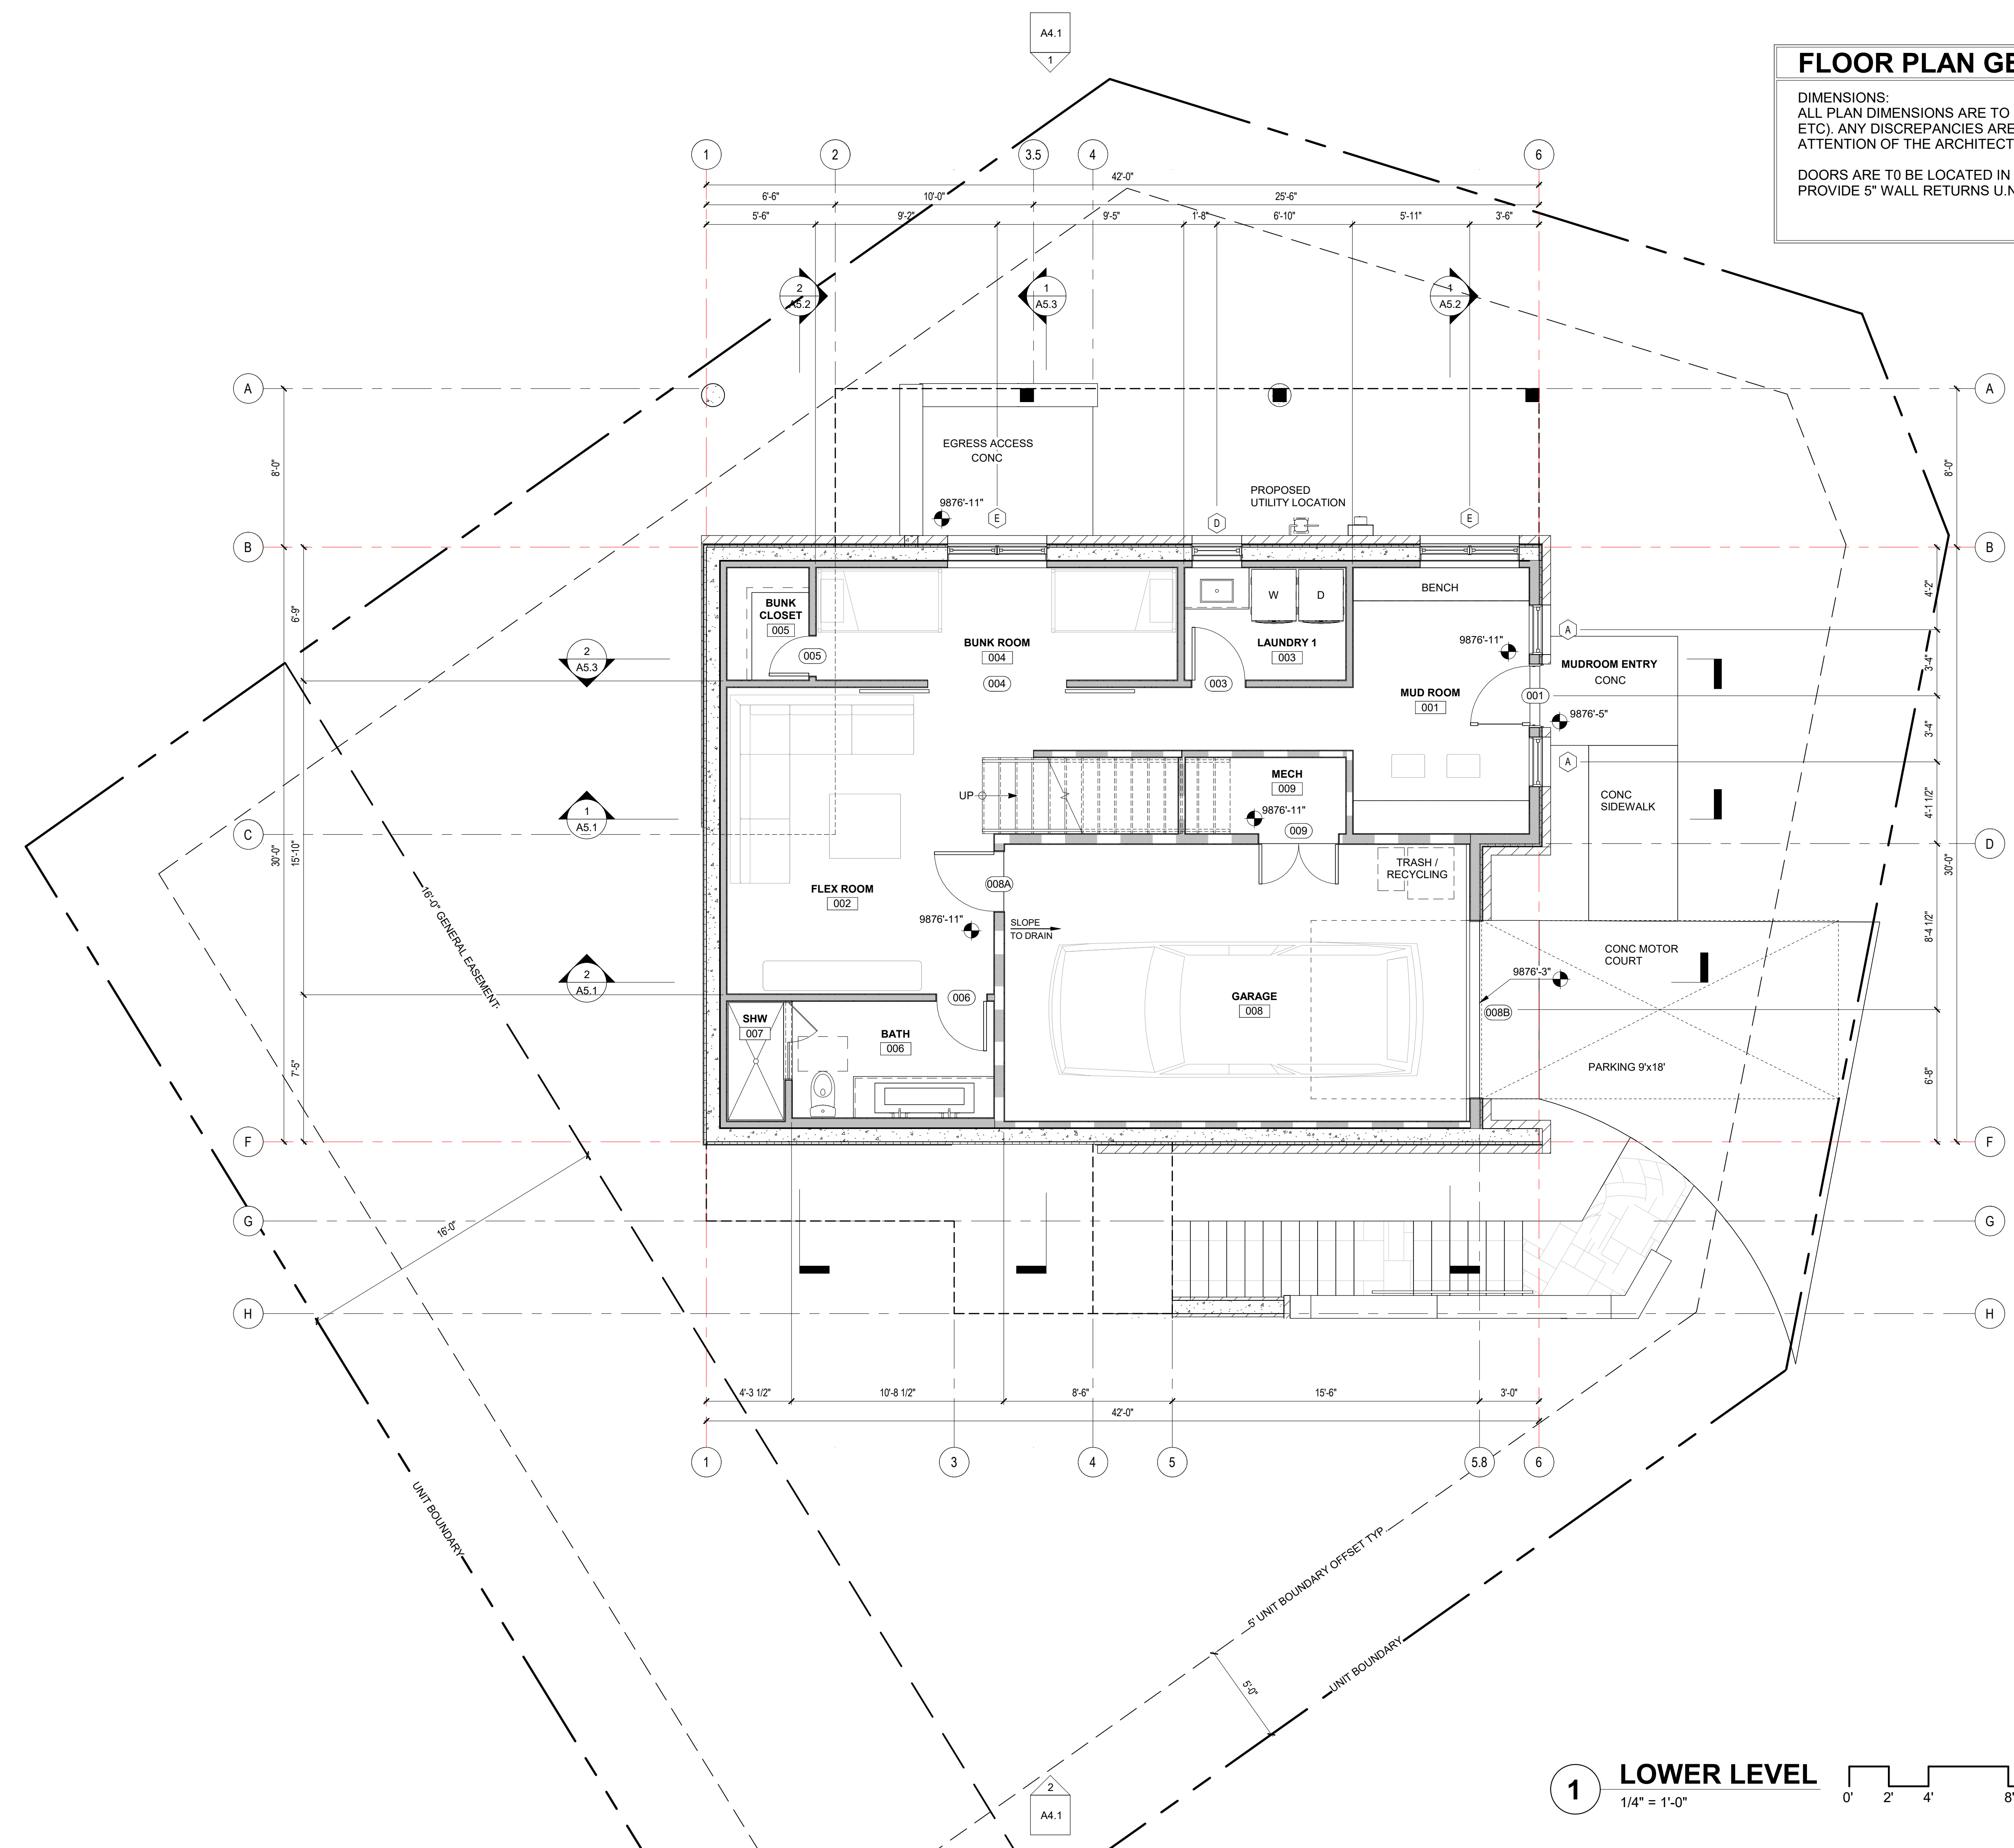 A4.1
1
FLOOR PLAN GE
DIMENSIONS:
ALL PLAN DIMENSIONS ARE TO
ETC). ANY DISCREPANCIES ARE
ATTENTION OF THE ARCHITECT
DOORS ARE T0 BE LOCATED IN
PROVIDE 5" WALL RETURNS U.N
1
2
3.5
4
6
42'-0"
6'-6"
10'-0"
25'-6"
5'-6"
9'-2"
9'-5"
1'-8"
6'-10"
5'-11"
3'-6"
2
A5.2
1
A5.3
1
A5.2
A
A
8'-0"
8'-0"
EGRESS ACCESS
CONC
9876'-11"
E
PROPOSED
UTILITY LOCATION
D
E
B
B
6'-9"
4'-2"
BENCH
W
D
BUNK
CLOSET
005
005
BUNK ROOM
004
004
LAUNDRY 1
003
003
9876'-11"
A
MUDROOM ENTRY
CONC
3'-4"
2
A5.3
MUD ROOM
001
001
9876'-5"
3'-4"
A
MECH
009
9876'-11"
009
UP
CONC
SIDEWALK
4'-1 1/2"
1
A5.1
C
D
30'-0"
15'-10"
30'-0"
TRASH /
RECYCLING
008A
FLEX ROOM
002
9876'-11"
SLOPE
TO DRAIN
16'-0" GENERAL EASEMENT
8'-4 1/2"
CONC MOTOR
COURT
9876'-3"
2
A5.1
006
GARAGE
008
008B
SHW
007
BATH
006
PARKING 9'x18'
7'-5"
6'-8"
F
F
G
G
16'-0"
H
H
4'-3 1/2"
10'-8 1/2"
8'-6"
15'-6"
3'-0"
42'-0"
1
3
4
5
5.8
6
UNIT BOUNDARY
5' UNIT BOUNDARY OFFSET TYP.
UNIT BOUNDARY
5'-0"
2
A4.1
1
LOWER LEVEL
1/4" = 1'-0"
0'
2'
4'
8'